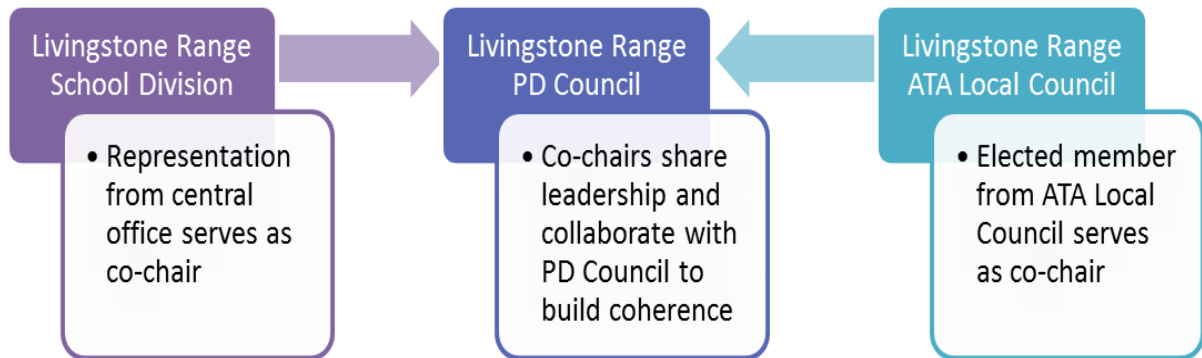 Livingstone Range
School Division
• Representation
from central
office serves as
co-chair
Livingstone Range
PD Council
• Co-chairs share
leadership and
collaborate with
PD Council to
build coherence
Livingstone Range
ATA Local Council
• Elected member
from ATA Local
Council serves
as co-chair